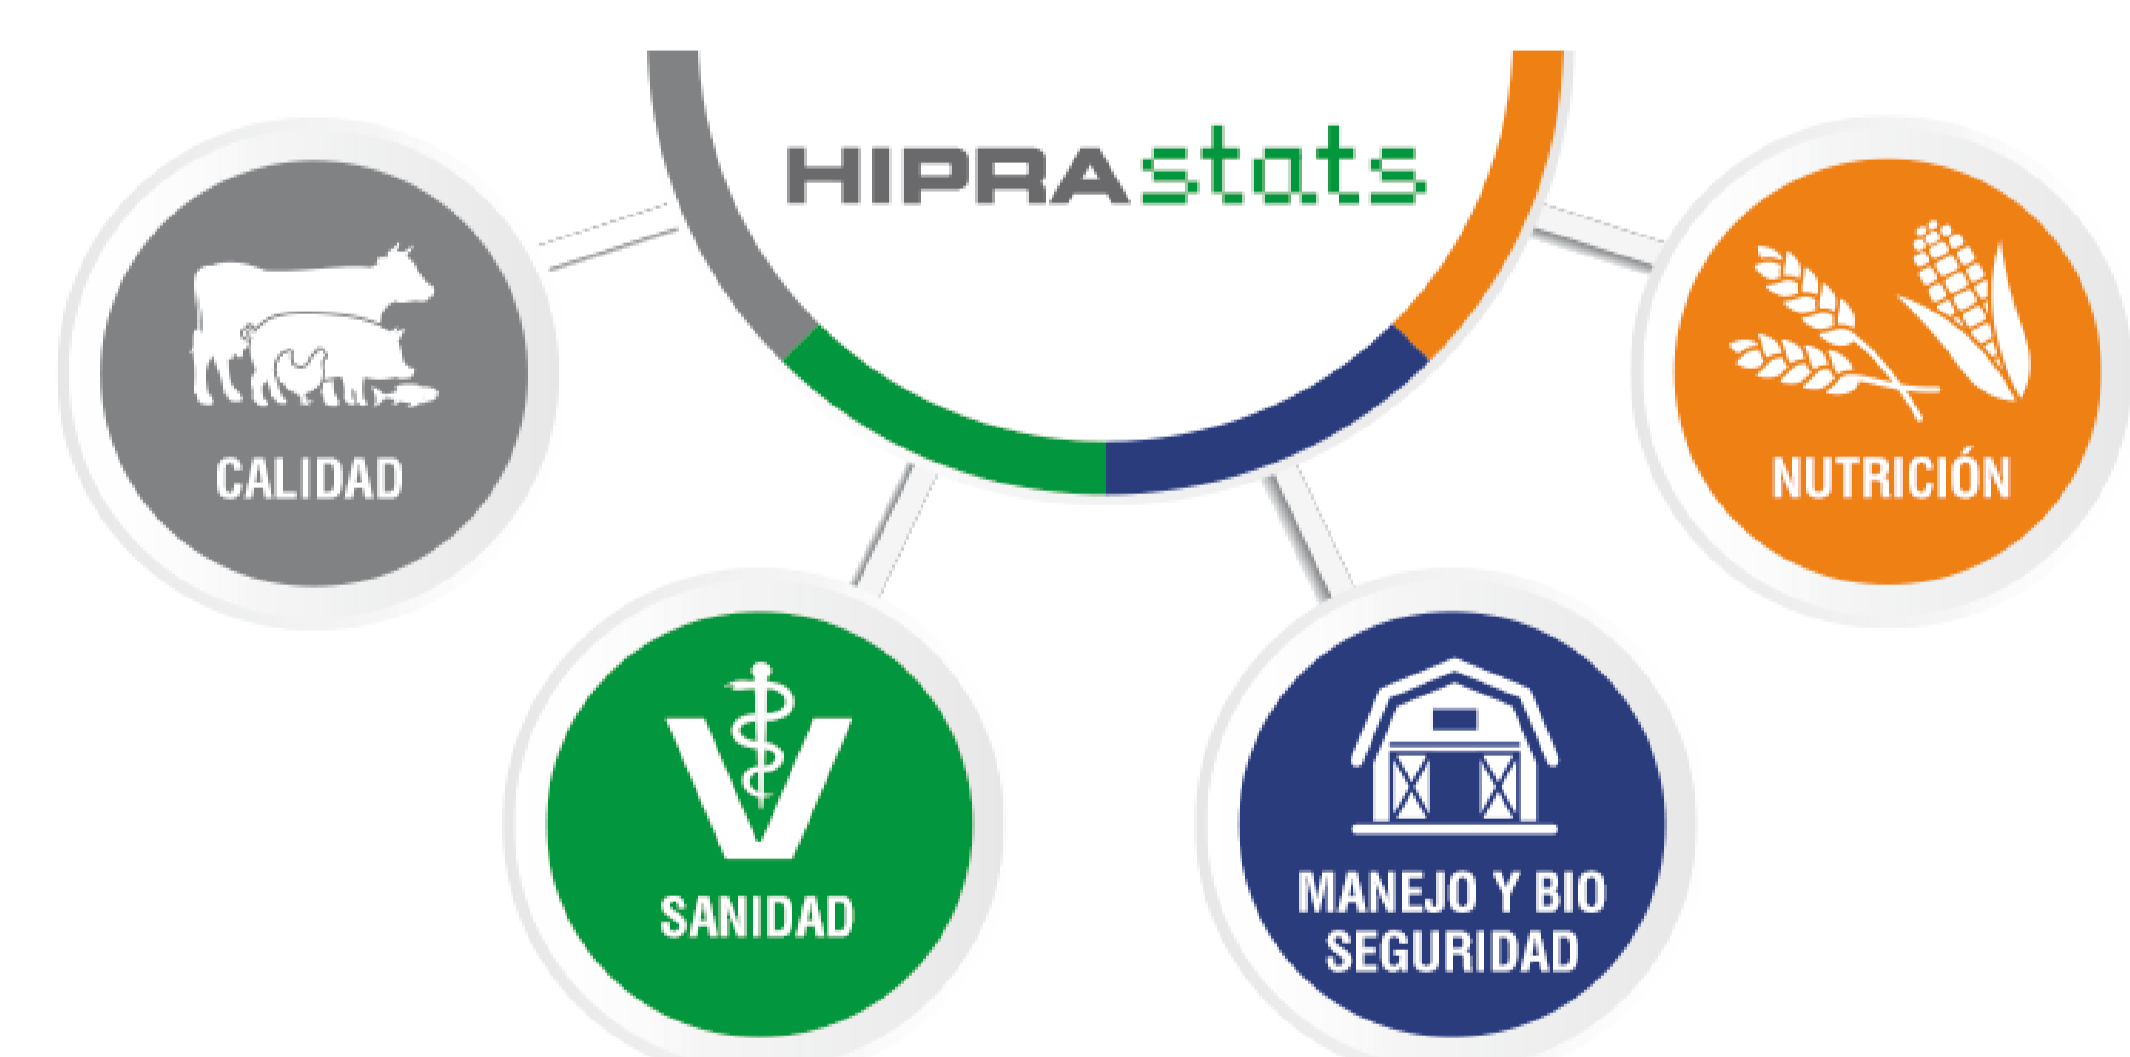 HIPRAstats
CALIDAD
NUTRICIÓN
SANIDAD
MANEJO Y BIO
SEGURIDAD